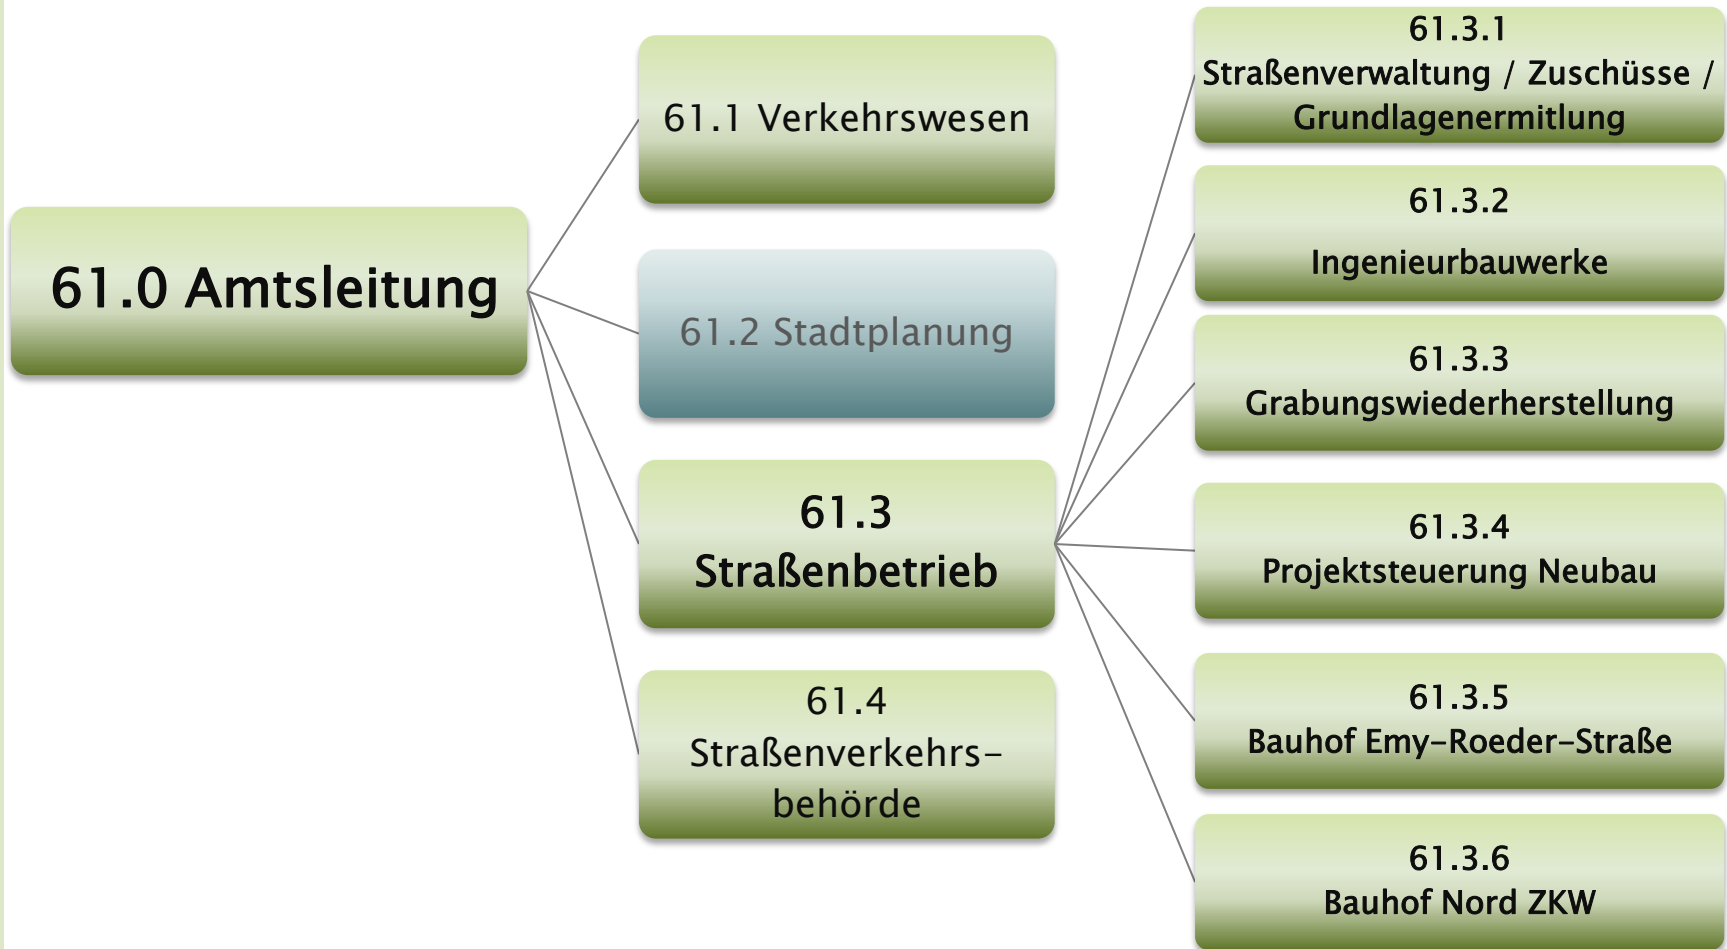 61.0 Amtsleitung
61.1 Verkehrswesen
61.2 Stadtplanung
61.3
Straßenbetrieb
61.4
Straßenverkehrs-
behörde
61.3.1
Straßenverwaltung / Zuschüsse /
Grundlagenermitlung
61.3.2
Ingenieurbauwerke
61.3.3
Grabungswiederherstellung
61.3.4
Projektsteuerung Neubau
61.3.5
Bauhof Emy-Roeder-Straße
61.3.6
Bauhof Nord ZKW